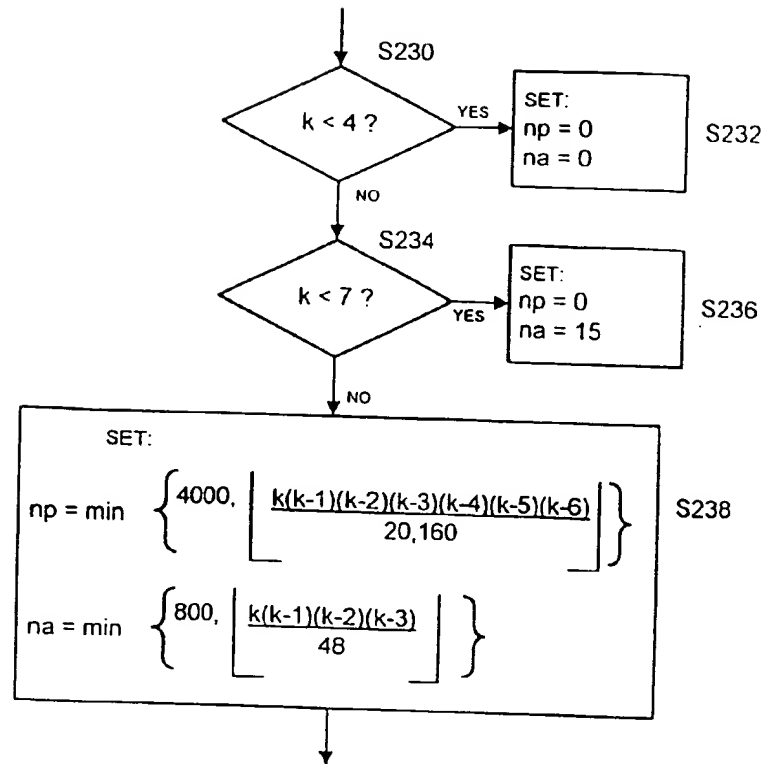 S230
k < 4 ?
YES
SET:
np = 0
na = 0
S232
NO
S234
k < 7 ?
YES
SET:
np = 0
na = 15
S236
NO
SET:
np = min { 4000, ⌊ k(k-1)(k-2)(k-3)(k-4)(k-5)(k-6) / 20,160 ⌋ }
S238
na = min { 800, ⌊ k(k-1)(k-2)(k-3) / 48 ⌋ }